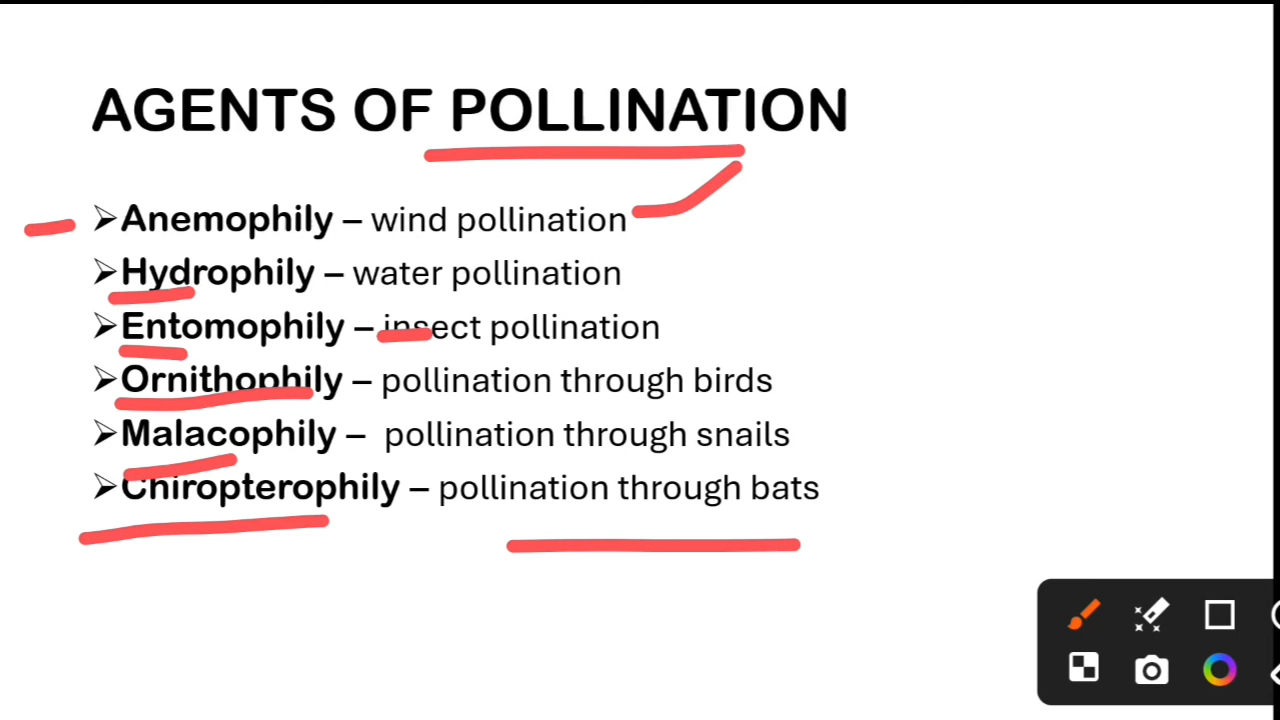 AGENTS OF POLLINATION
➢Anemophily – wind pollination
➢Hydrophily – water pollination
➢Entomophily – insect pollination
➢Ornithophily – pollination through birds
➢Malacophily – pollination through snails
➢Chiropterophily – pollination through bats